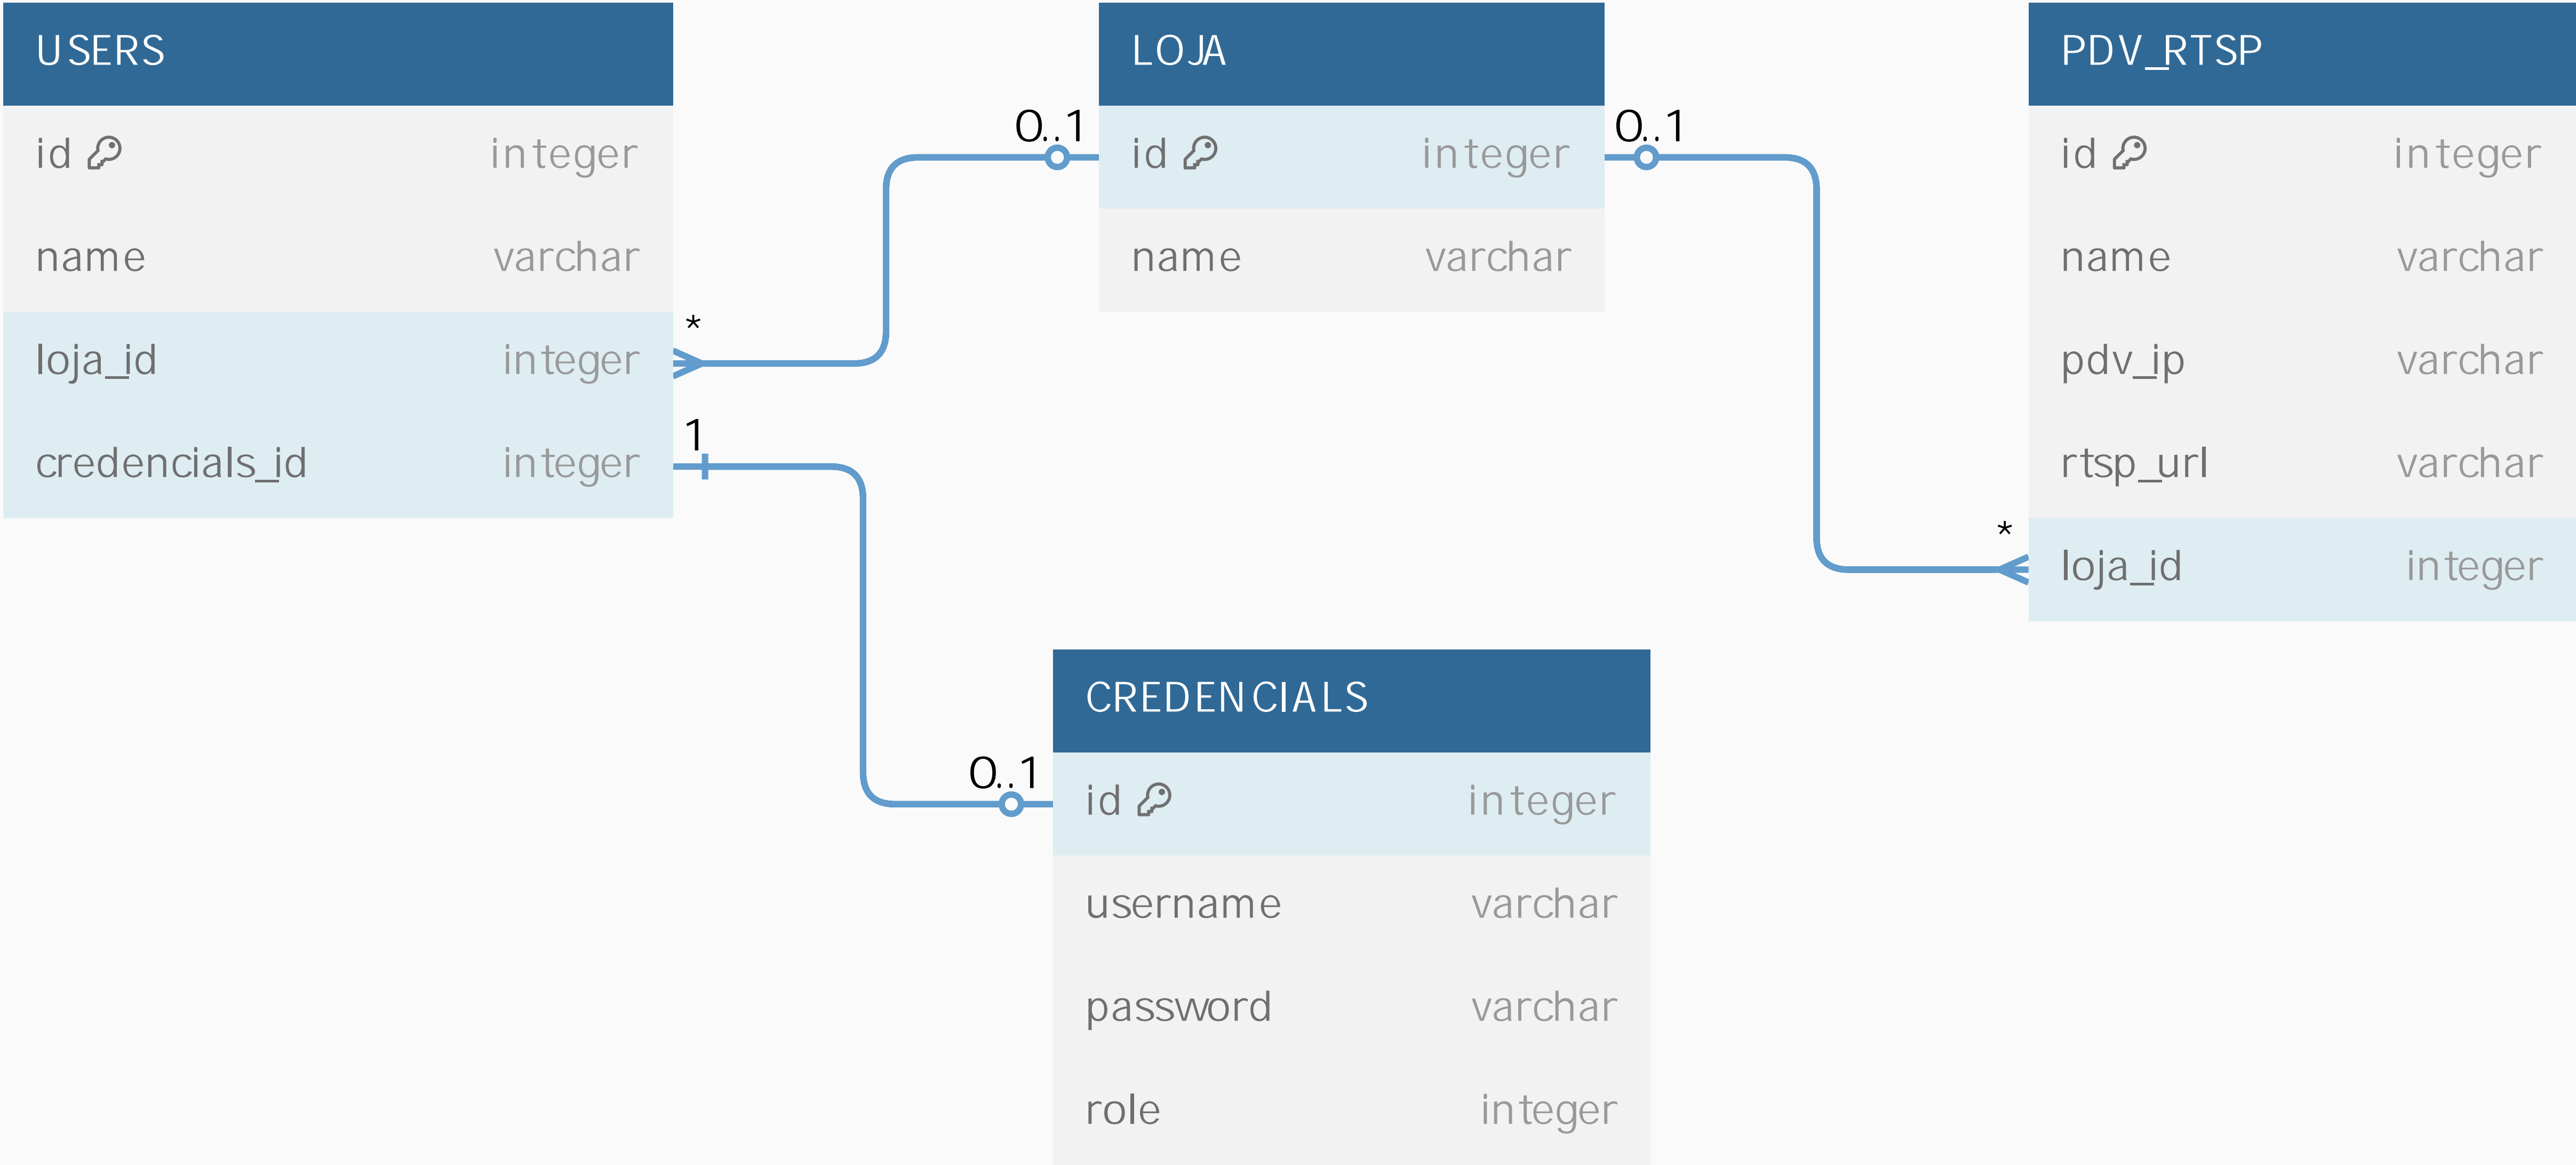 USERS
id integer
name varchar
loja_id integer
credencials_id integer
*
1
0..1
LOJA
id integer
name varchar
0..1
PDV_RTSP
id integer
name varchar
pdv_ip varchar
rtsp_url varchar
loja_id integer
*
0..1
CREDENCIALS
id integer
username varchar
password varchar
role integer